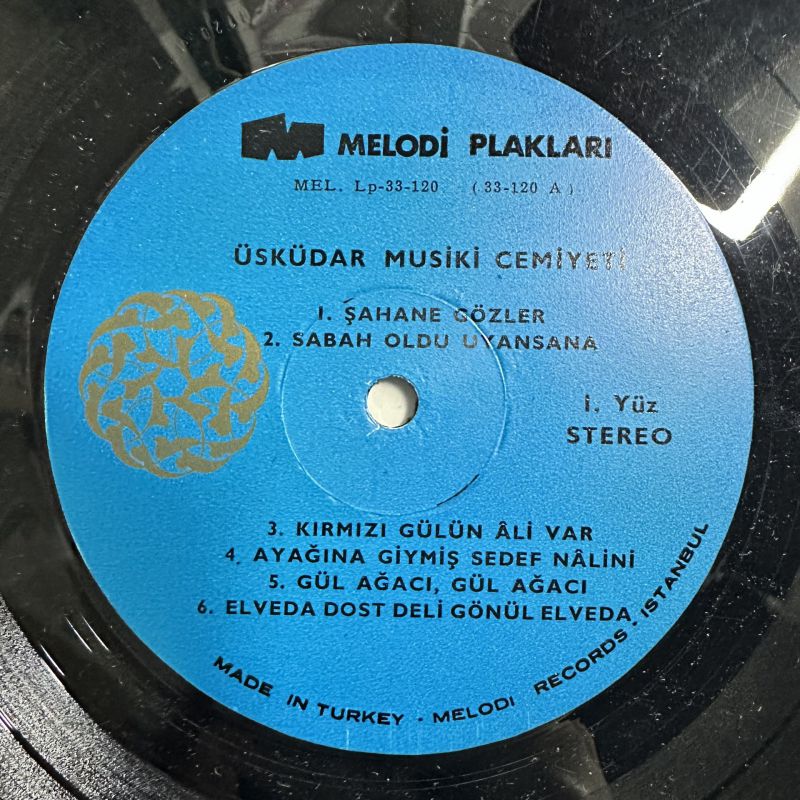 MELODİ PLAKLARI
MEL. Lp-33-120 (33-120 A)
ÜSKÜDAR MUSİKİ CEMİYETİ
1. ŞAHANE GÖZLER
2. SABAH OLDU UYANSANA
İ. Yüz
STEREO
3. KIRMIZI GÜLÜN ÂLİ VAR
4. AYAĞINA GİYMİŞ SEDEF NÂLİNİ
5. GÜL AĞACI, GÜL AĞACI
6. ELVEDA DOST DELİ GÖNÜL ELVEDA
MADE IN TURKEY - MELODI RECORDS - ISTANBUL